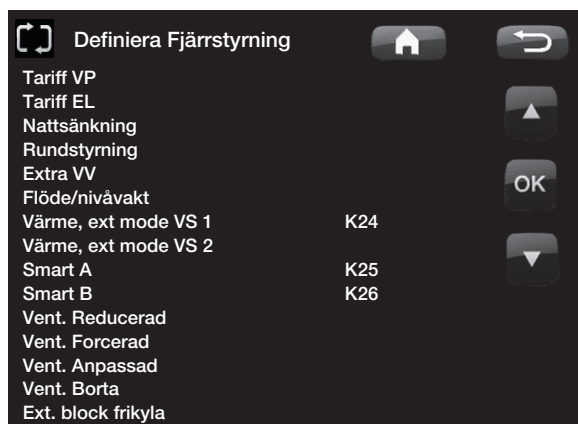 Definiera Fjärrstyrning
Tariff VP
Tariff EL
Nattsänkning
Rundstyrning
Extra VV
OK
Flöde/nivåvakt
Värme, ext mode VS 1 K24
Värme, ext mode VS 2
Smart A K25
Smart B K26
Vent. Reducerad
Vent. Forcerad
Vent. Anpassad
Vent. Borta
Ext. block frikyla